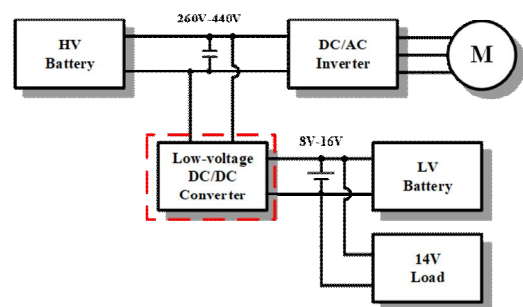 260V-440V
HV
Battery
DC/AC
Inverter
M
Low-voltage
DC/DC
Converter
8V-16V
LV
Battery
14V
Load